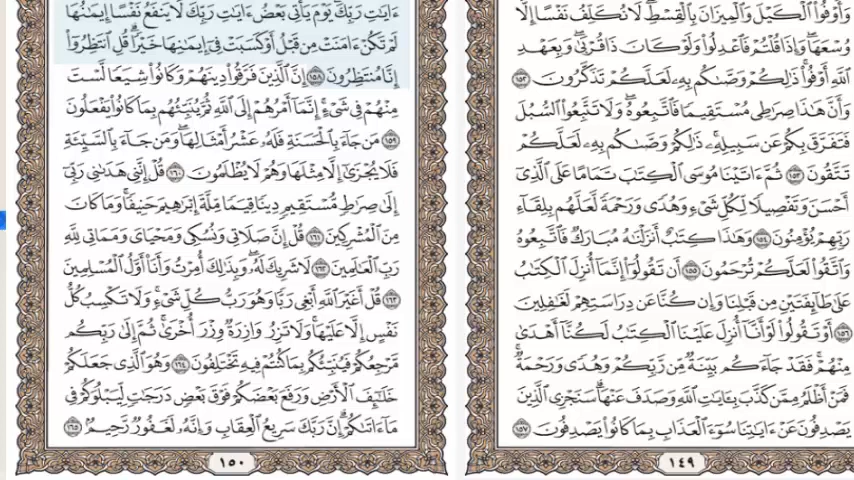 وَأَوۡفُواْ ٱلۡكَيۡلَ وَٱلۡمِيزَانَ بِٱلۡقِسۡطِۖ لَا نُكَلِّفُ نَفۡسًا إِلَّا
وُسۡعَهَاۖ وَإِذَا قُلۡتُمۡ فَٱعۡدِلُواْ وَلَوۡ كَانَ ذَا قُرۡبَىٰۖ وَبِعَهۡدِ
ٱللَّهِ أَوۡفُواْۚ ذَٰلِكُمۡ وَصَّىٰكُم بِهِۦ لَعَلَّكُمۡ تَذَكَّرُونَ ١٥٢
وَأَنَّ هَٰذَا صِرَٰطِي مُسۡتَقِيمٗا فَٱتَّبِعُوهُۖ وَلَا تَتَّبِعُواْ ٱلسُّبُلَ
فَتَفَرَّقَ بِكُمۡ عَن سَبِيلِهِۦۚ ذَٰلِكُمۡ وَصَّىٰكُم بِهِۦ لَعَلَّكُمۡ
تَتَّقُونَ ١٥٣ ثُمَّ ءَاتَيۡنَا مُوسَى ٱلۡكِتَٰبَ تَمَامًا عَلَى ٱلَّذِيٓ
أَحۡسَنَ وَتَفۡصِيلٗا لِّكُلِّ شَيۡءٖ وَهُدٗى وَرَحۡمَةٗ لَّعَلَّهُم بِلِقَآءِ
رَبِّهِمۡ يُؤۡمِنُونَ ١٥٤ وَهَٰذَا كِتَٰبٌ أَنزَلۡنَٰهُ مُبَارَكٞ فَٱتَّبِعُوهُ
وَٱتَّقُواْ لَعَلَّكُمۡ تُرۡحَمُونَ ١٥٥ أَن تَقُولُوٓاْ إِنَّمَآ أُنزِلَ ٱلۡكِتَٰبُ
عَلَىٰ طَآئِفَتَيۡنِ مِن قَبۡلِنَا وَإِن كُنَّا عَن دِرَاسَتِهِمۡ لَغَٰفِلِينَ
١٥٦ أَوۡ تَقُولُواْ لَوۡ أَنَّآ أُنزِلَ عَلَيۡنَا ٱلۡكِتَٰبُ لَكُنَّآ أَهۡدَىٰ
مِنۡهُمۡۚ فَقَدۡ جَآءَكُم بَيِّنَةٞ مِّن رَّبِّكُمۡ وَهُدٗى وَرَحۡمَةٞۚ
فَمَنۡ أَظۡلَمُ مِمَّن كَذَّبَ بِـَٔايَٰتِ ٱللَّهِ وَصَدَفَ عَنۡهَاۗ سَنَجۡزِي ٱلَّذِينَ
يَصۡدِفُونَ عَنۡ ءَايَٰتِنَا سُوٓءَ ٱلۡعَذَابِ بِمَا كَانُواْ يَصۡدِفُونَ ١٥٧
١٤٩
ءَايَٰتِ رَبِّكَۗ يَوۡمَ يَأۡتِي بَعۡضُ ءَايَٰتِ رَبِّكَ لَا يَنفَعُ نَفۡسًا إِيمَٰنُهَا
لَمۡ تَكُنۡ ءَامَنَتۡ مِن قَبۡلُ أَوۡ كَسَبَتۡ فِيٓ إِيمَٰنِهَا خَيۡرٗاۗ قُلِ ٱنتَظِرُوٓاْ
إِنَّا مُنتَظِرُونَ ١٥٨ إِنَّ ٱلَّذِينَ فَرَّقُواْ دِينَهُمۡ وَكَانُواْ شِيَعٗا لَّسۡتَ
مِنۡهُمۡ فِي شَيۡءٍۚ إِنَّمَآ أَمۡرُهُمۡ إِلَى ٱللَّهِ ثُمَّ يُنَبِّئُهُم بِمَا كَانُواْ يَفۡعَلُونَ
١٥٩ مَن جَآءَ بِٱلۡحَسَنَةِ فَلَهُۥ عَشۡرُ أَمۡثَالِهَاۖ وَمَن جَآءَ بِٱلسَّيِّئَةِ
فَلَا يُجۡزَىٰٓ إِلَّا مِثۡلَهَا وَهُمۡ لَا يُظۡلَمُونَ ١٦٠ قُلۡ إِنَّنِي هَدَىٰنِي رَبِّيٓ
إِلَىٰ صِرَٰطٖ مُّسۡتَقِيمٖ دِينٗا قِيَمٗا مِّلَّةَ إِبۡرَٰهِيمَ حَنِيفٗاۚ وَمَا كَانَ
مِنَ ٱلۡمُشۡرِكِينَ ١٦١ قُلۡ إِنَّ صَلَاتِي وَنُسُكِي وَمَحۡيَايَ وَمَمَاتِي لِلَّهِ
رَبِّ ٱلۡعَٰلَمِينَ ١٦٢ لَا شَرِيكَ لَهُۥۖ وَبِذَٰلِكَ أُمِرۡتُ وَأَنَا۠ أَوَّلُ ٱلۡمُسۡلِمِينَ
١٦٣ قُلۡ أَغَيۡرَ ٱللَّهِ أَبۡغِي رَبّٗا وَهُوَ رَبُّ كُلِّ شَيۡءٖۚ وَلَا تَكۡسِبُ كُلُّ
نَفۡسٍ إِلَّا عَلَيۡهَاۚ وَلَا تَزِرُ وَازِرَةٞ وِزۡرَ أُخۡرَىٰۚ ثُمَّ إِلَىٰ رَبِّكُم
مَّرۡجِعُكُمۡ فَيُنَبِّئُكُم بِمَا كُنتُمۡ فِيهِ تَخۡتَلِفُونَ ١٦٤ وَهُوَ ٱلَّذِي جَعَلَكُمۡ
خَلَٰٓئِفَ ٱلۡأَرۡضِ وَرَفَعَ بَعۡضَكُمۡ فَوۡقَ بَعۡضٖ دَرَجَٰتٖ لِّيَبۡلُوَكُمۡ فِي
مَآ ءَاتَىٰكُمۡۗ إِنَّ رَبَّكَ سَرِيعُ ٱلۡعِقَابِ وَإِنَّهُۥ لَغَفُورٞ رَّحِيمُۢ ١٦٥
١٥٠